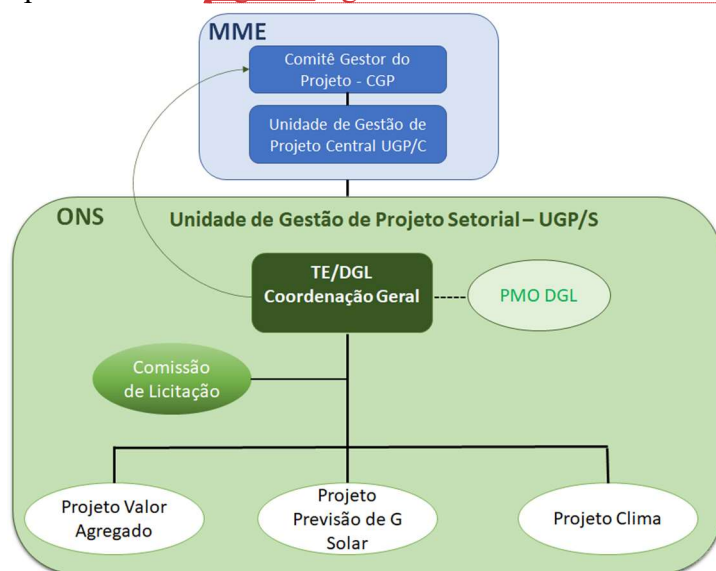 MME
Comitê Gestor do
Projeto - CGP
Unidade de Gestão de
Projeto Central UGP/C
ONS
Unidade de Gestão de Projeto Setorial – UGP/S
TE/DGL
Coordenação Geral
PMO DGL
Comissão
de Licitação
Projeto Valor
Agregado
Projeto
Previsão de G
Solar
Projeto Clima